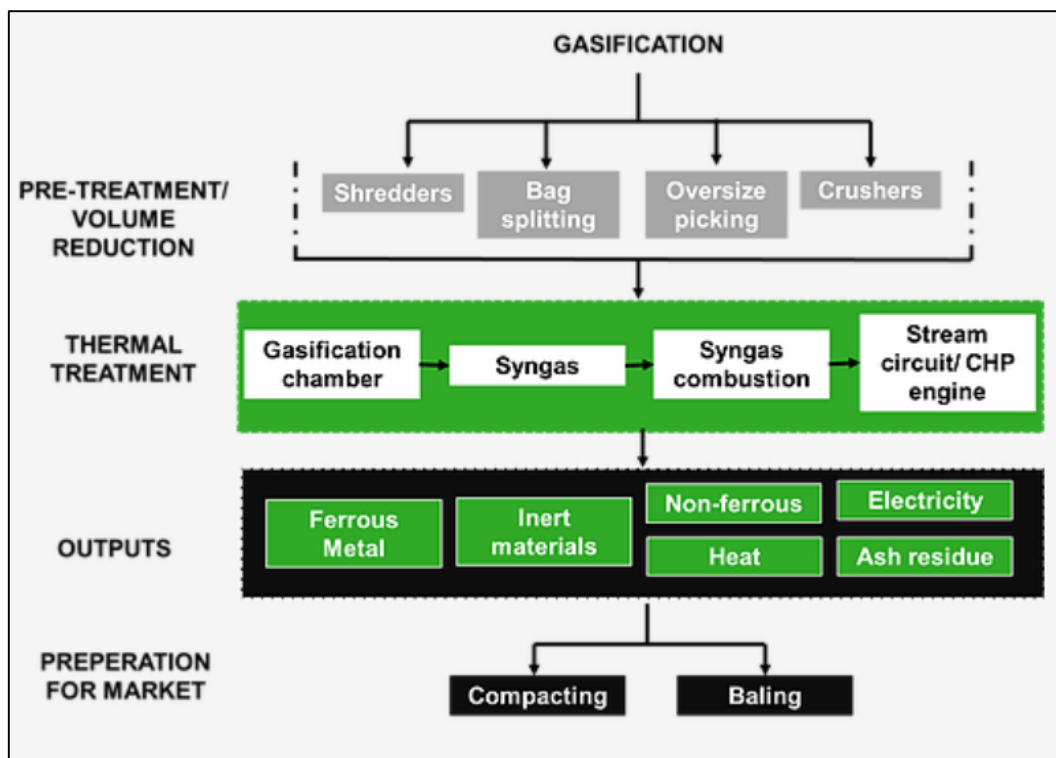 GASIFICATION
PRE-TREATMENT/
VOLUME
REDUCTION
Shredders
Bag
splitting
Oversize
picking
Crushers
THERMAL
TREATMENT
Gasification
chamber
Syngas
Syngas
combustion
Stream
circuit/ CHP
engine
OUTPUTS
Ferrous
Metal
Inert
materials
Non-ferrous
Heat
Electricity
Ash residue
PREPERATION
FOR MARKET
Compacting
Baling